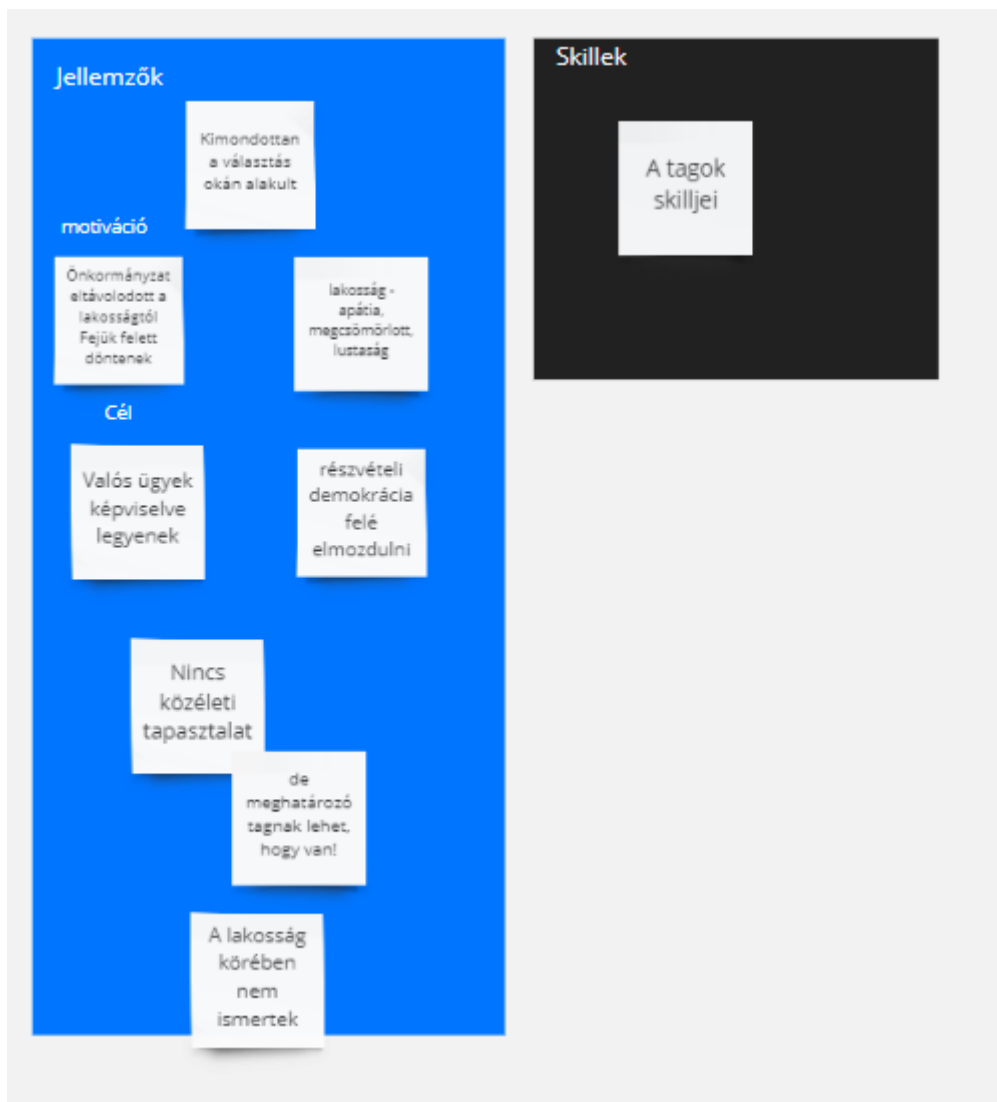 Jellemzők
Kimondottan
a választás
okán alakult
motiváció
Önkormányzat
eltávolodott a
lakosságtól
Fejük felett
döntenek
lakosság -
apátia,
megcsömörlött,
lustaság
Cél
Valós ügyek
képviselve
legyenek
részvételi
demokrácia
felé
elmozdulni
Nincs
közéleti
tapasztalat
de
meghatározó
tagnak lehet,
hogy van!
A lakosság
körében
nem
ismertek
Skillek
A tagok
skilljei